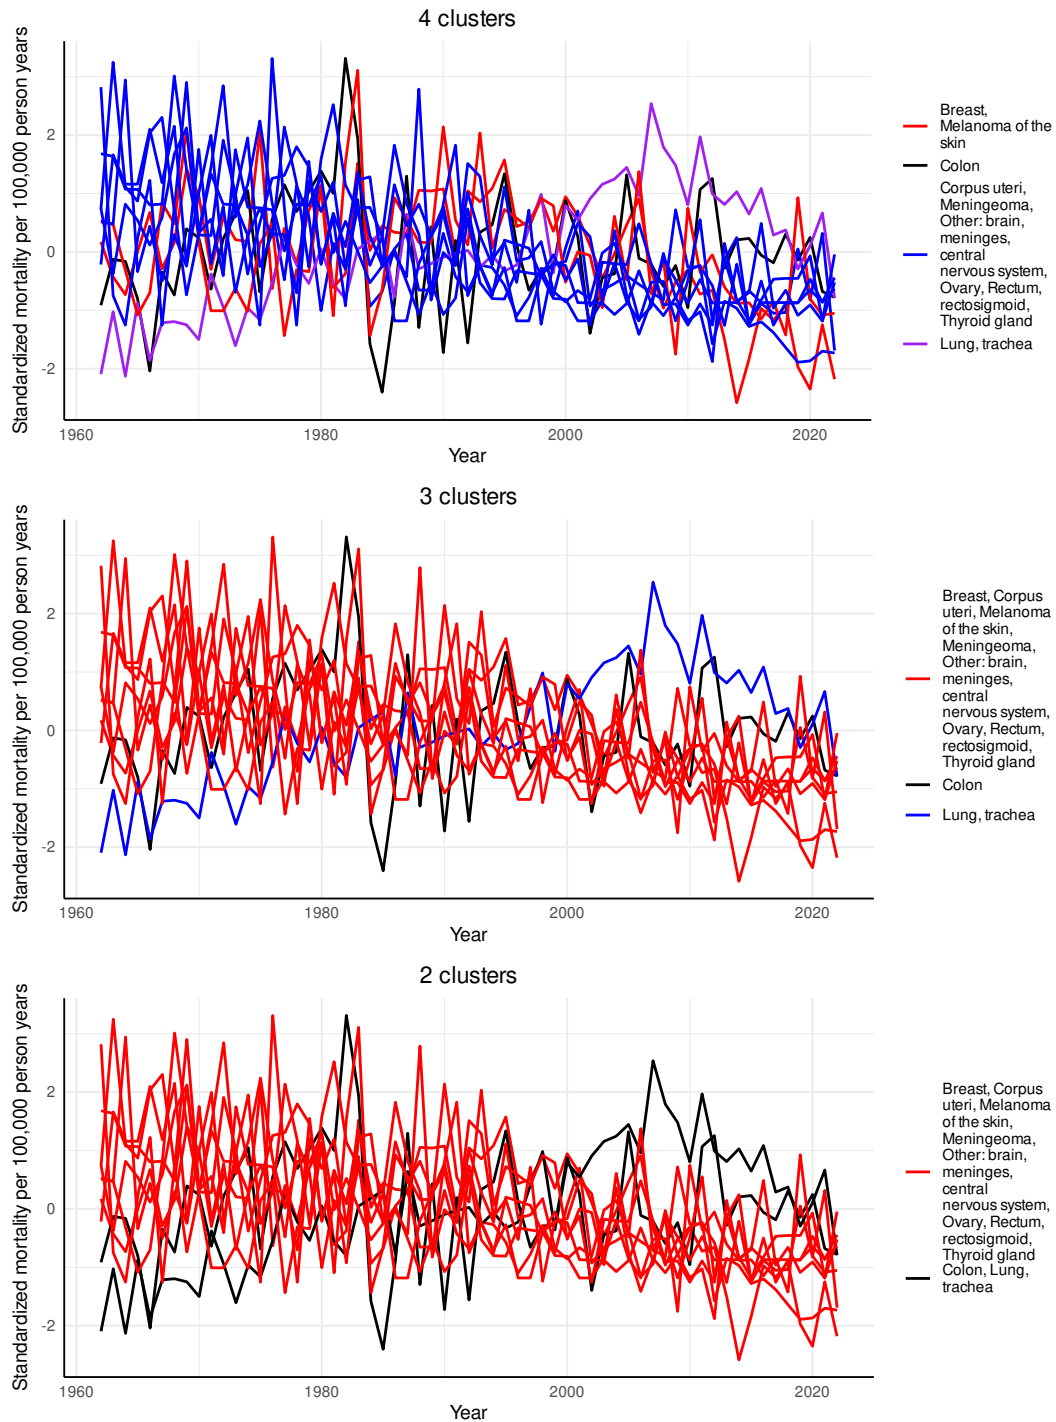 4 clusters
Standardized mortality per 100,000 person years
2
0
-2
1960
1980
2000
2020
Year
Breast,
Melanoma of the
skin
Colon
Corpus uteri,
Meningeoma,
Other: brain,
meninges,
central
nervous system,
Ovary, Rectum,
rectosigmoid,
Thyroid gland
Lung, trachea
3 clusters
Standardized mortality per 100,000 person years
2
0
-2
1960
1980
2000
2020
Year
Breast, Corpus
uteri, Melanoma
of the skin,
Meningeoma,
Other: brain,
meninges,
central
nervous system,
Ovary, Rectum,
rectosigmoid,
Thyroid gland
Colon
Lung, trachea
2 clusters
Standardized mortality per 100,000 person years
2
0
-2
1960
1980
2000
2020
Year
Breast, Corpus
uteri, Melanoma
of the skin,
Meningeoma,
Other: brain,
meninges,
central
nervous system,
Ovary, Rectum,
rectosigmoid,
Thyroid gland
Colon, Lung,
trachea